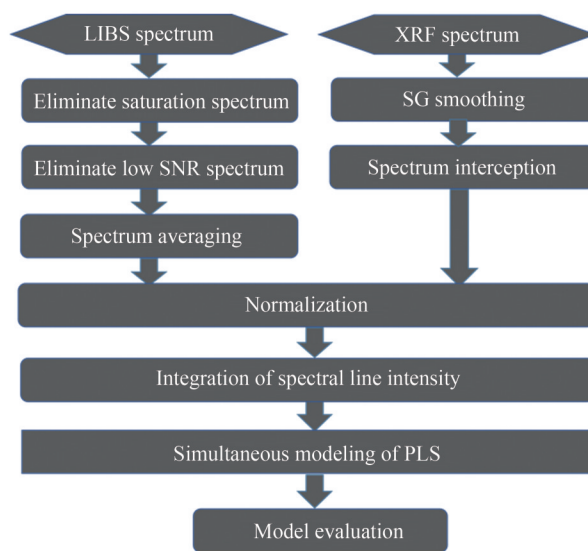 LIBS spectrum
XRF spectrum
Eliminate saturation spectrum
SG smoothing
Eliminate low SNR spectrum
Spectrum interception
Spectrum averaging
Normalization
Integration of spectral line intensity
Simultaneous modeling of PLS
Model evaluation